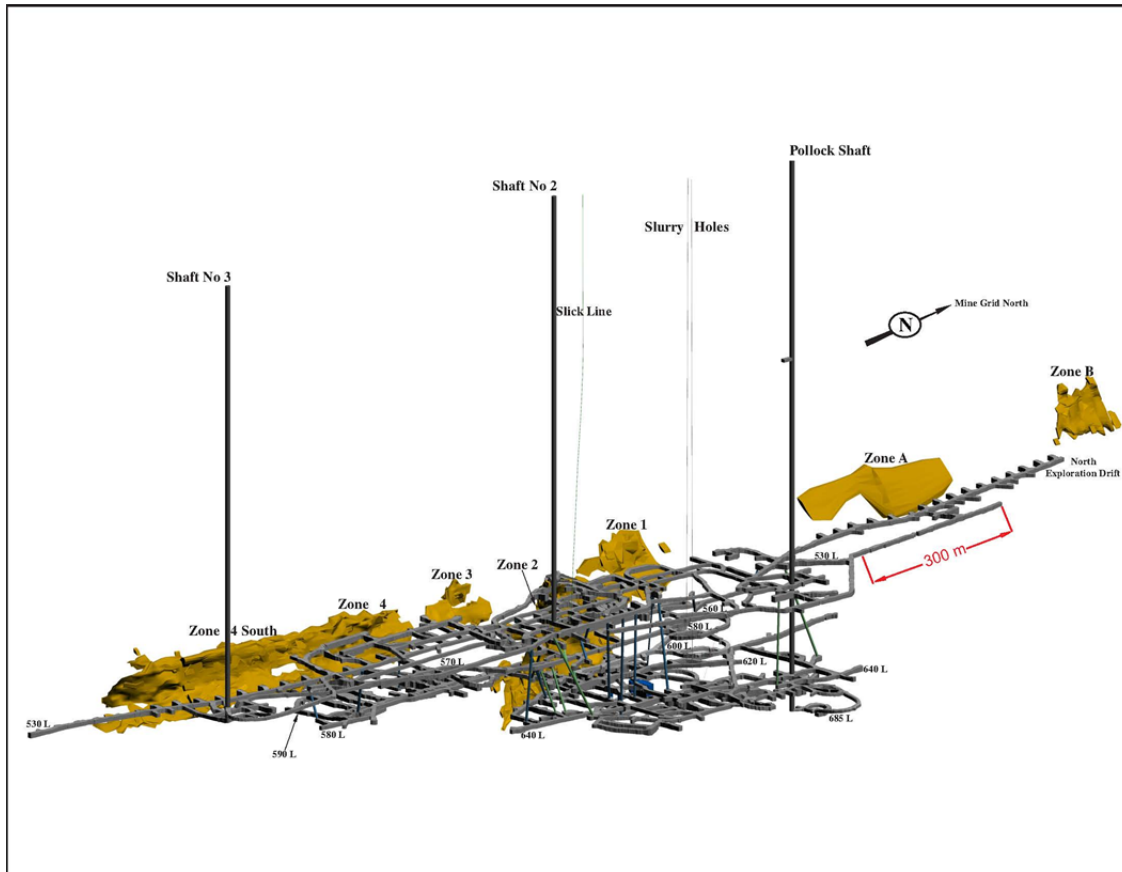 Pollock Shaft
Shaft No 2
Slurry Holes
Shaft No 3
Slick Line
Mine Grid North
N
Zone B
Zone A
North
Exploration Drift
Zone 1
530 L
300 m
Zone 2
Zone 3
Zone 4
560 L
580 L
Zone 4 South
600 L
570 L
620 L
640 L
530 L
685 L
580 L
640 L
590 L